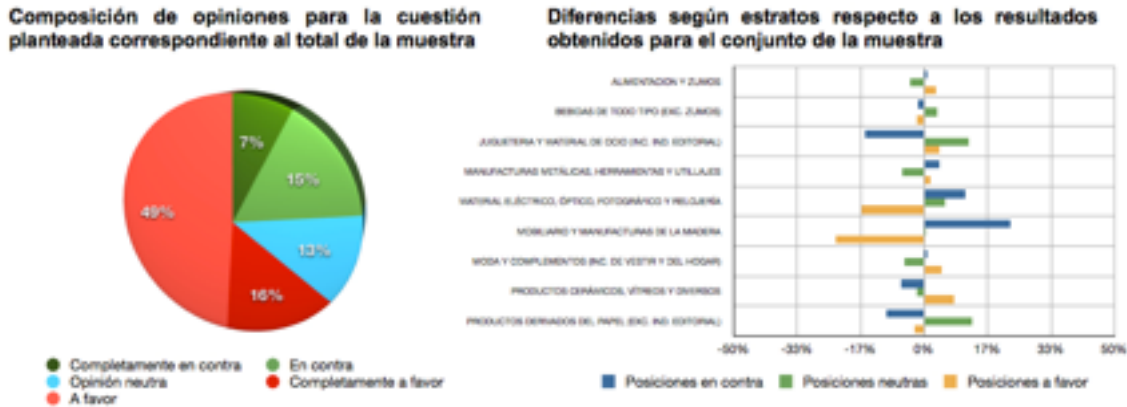 Composición de opiniones para la cuestión
planteada correspondiente al total de la muestra
Diferencias según estratos respecto a los resultados
obtenidos para el conjunto de la muestra
7%
15%
13%
16%
49%
Completamente en contra
En contra
Opinión neutra
Completamente a favor
A favor
ALIMENTACIÓN Y ZUMOS
BEBIDAS DE TODO TIPO (EXC. ZUMOS)
JUGUETERIA Y MATERIAL DE OCIO (INC. IND. EDITORIAL)
MANUFACTURAS METÁLICAS, HERRAMIENTAS Y UTILLAJES
MATERIAL ELÉCTRICO, ÓPTICO, FOTOGRÁFICO Y RELOJERÍA
MOBILIARIO Y MANUFACTURAS DE LA MADERA
MODA Y COMPLEMENTOS (INC. DE VESTIR Y DEL HOGAR)
PRODUCTOS CERÁMICOS, VÍTREOS Y DIVERSOS
PRODUCTOS DERIVADOS DEL PAPEL (EXC. IND. EDITORIAL)
-50% -33% -17% 0% 17% 33% 50%
Posiciones en contra
Posiciones neutras
Posiciones a favor